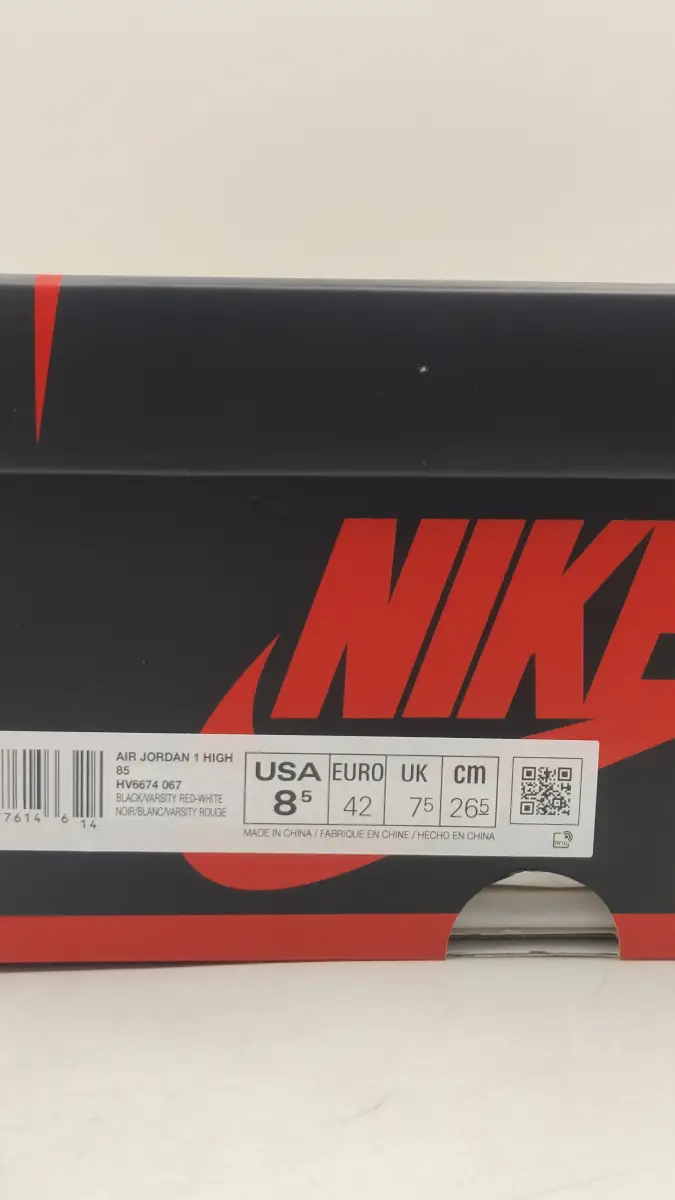 NIKE
AIR JORDAN 1 HIGH
85
HV6674 067
BLACK/VARSITY RED-WHITE
NOIR/BLANC/VARSITY ROUGE
7614 6 14
USA EURO UK cm
8⁵ 42 7⁵ 26⁵
MADE IN CHINA / FABRIQUE EN CHINE / HECHO EN CHINA
RFID